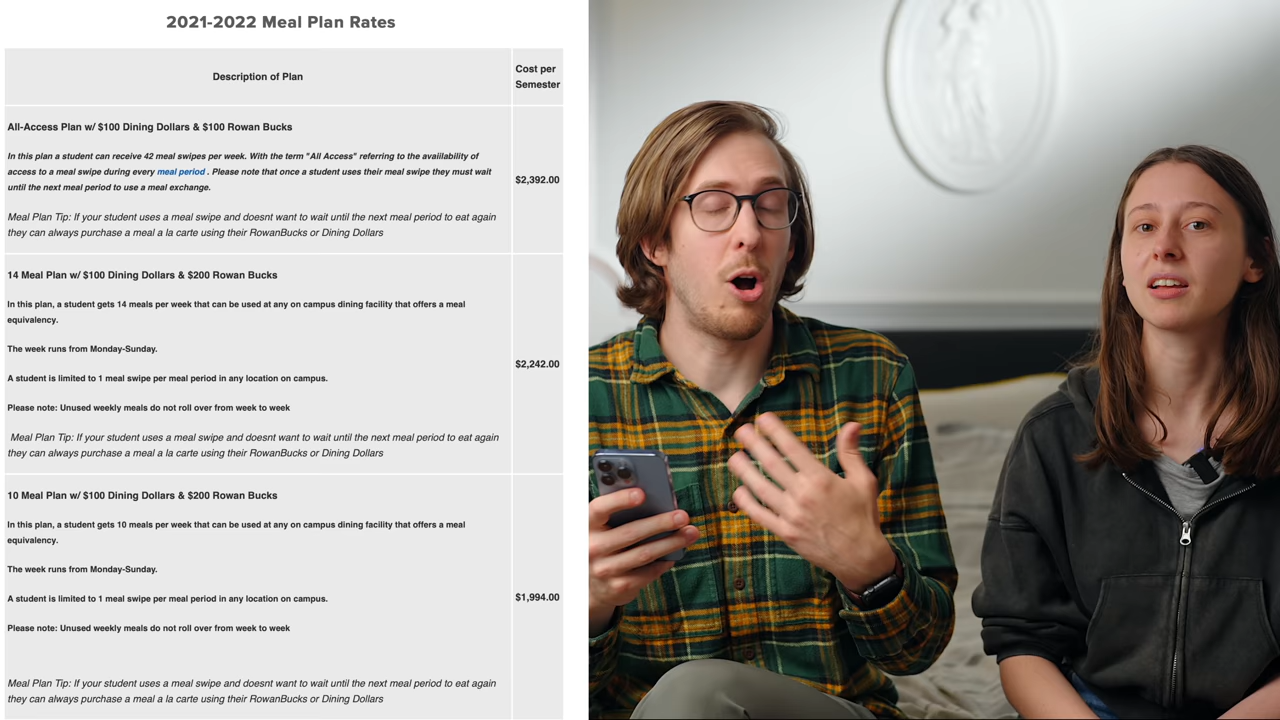 2021-2022 Meal Plan Rates
Description of Plan
Cost per
Semester
All-Access Plan w/ $100 Dining Dollars & $100 Rowan Bucks
In this plan a student can receive 42 meal swipes per week. With the term "All Access" referring to the avaiilability of
access to a meal swipe during every meal period . Please note that once a student uses their meal swipe they must wait
until the next meal period to use a meal exchange.
Meal Plan Tip: If your student uses a meal swipe and doesnt want to wait until the next meal period to eat again
they can always purchase a meal a la carte using their RowanBucks or Dining Dollars
$2,392.00
14 Meal Plan w/ $100 Dining Dollars & $200 Rowan Bucks
In this plan, a student gets 14 meals per week that can be used at any on campus dining facility that offers a meal
equivalency.
The week runs from Monday-Sunday.
A student is limited to 1 meal swipe per meal period in any location on campus.
Please note: Unused weekly meals do not roll over from week to week
Meal Plan Tip: If your student uses a meal swipe and doesnt want to wait until the next meal period to eat again
they can always purchase a meal a la carte using their RowanBucks or Dining Dollars
$2,242.00
10 Meal Plan w/ $100 Dining Dollars & $200 Rowan Bucks
In this plan, a student gets 10 meals per week that can be used at any on campus dining facility that offers a meal
equivalency.
The week runs from Monday-Sunday.
A student is limited to 1 meal swipe per meal period in any location on campus.
Please note: Unused weekly meals do not roll over from week to week
Meal Plan Tip: If your student uses a meal swipe and doesnt want to wait until the next meal period to eat again
they can always purchase a meal a la carte using their RowanBucks or Dining Dollars
$1,994.00